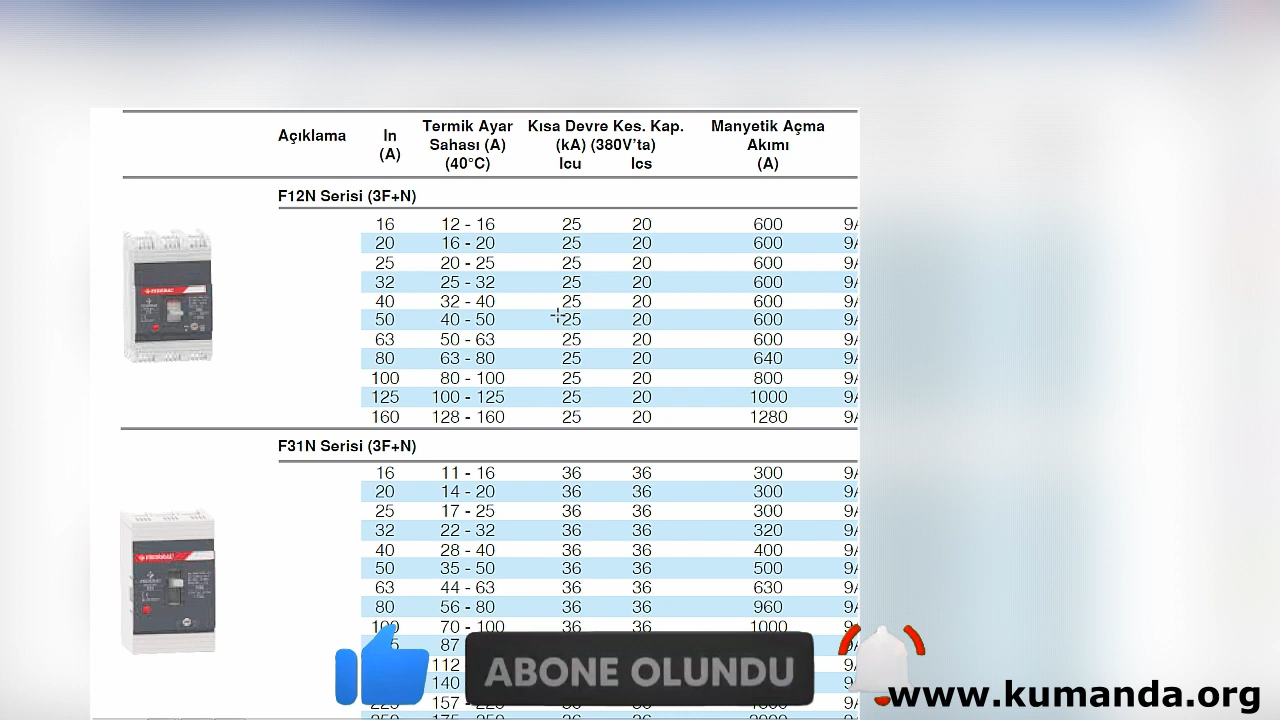 Açıklama In (A) Termik Ayar Sahası (A) (40°C) Kısa Devre Kes. Kap. (kA) (380V'ta) Icu Ics Manyetik Açma Akımı (A)
F12N Serisi (3F+N)
16 12 - 16 25 20 600
20 16 - 20 25 20 600
25 20 - 25 25 20 600
32 25 - 32 25 20 600
40 32 - 40 25 20 600
50 40 - 50 25 20 600
63 50 - 63 25 20 600
80 63 - 80 25 20 640
100 80 - 100 25 20 800
125 100 - 125 25 20 1000
160 128 - 160 25 20 1280
F31N Serisi (3F+N)
16 11 - 16 36 36 300
20 14 - 20 36 36 300
25 17 - 25 36 36 300
32 22 - 32 36 36 320
40 28 - 40 36 36 400
50 35 - 50 36 36 500
63 44 - 63 36 36 630
80 56 - 80 36 36 960
70 - 100 36 36 1000
87
112
140
157
ABONE OLUNDU
www.kumanda.org